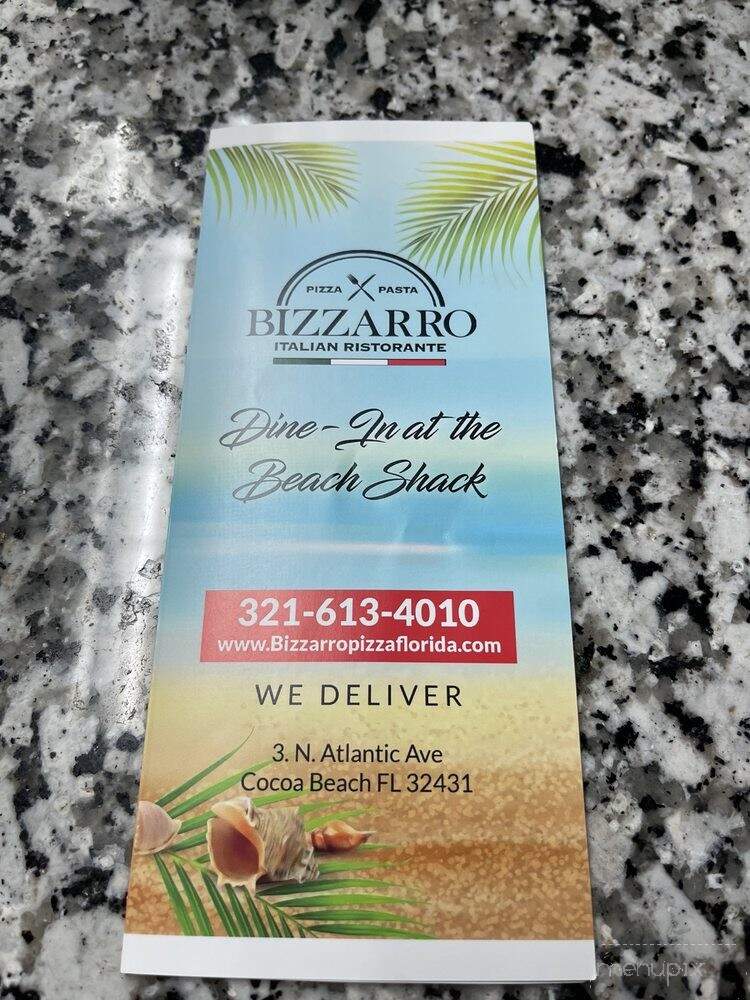 PIZZA PASTA
BIZZARRO
ITALIAN RISTORANTE
Dine-In at the
Beach Shack
321-613-4010
www.Bizzarropizzaflorida.com
WE DELIVER
3. N. Atlantic Ave
Cocoa Beach FL 32431
menupix